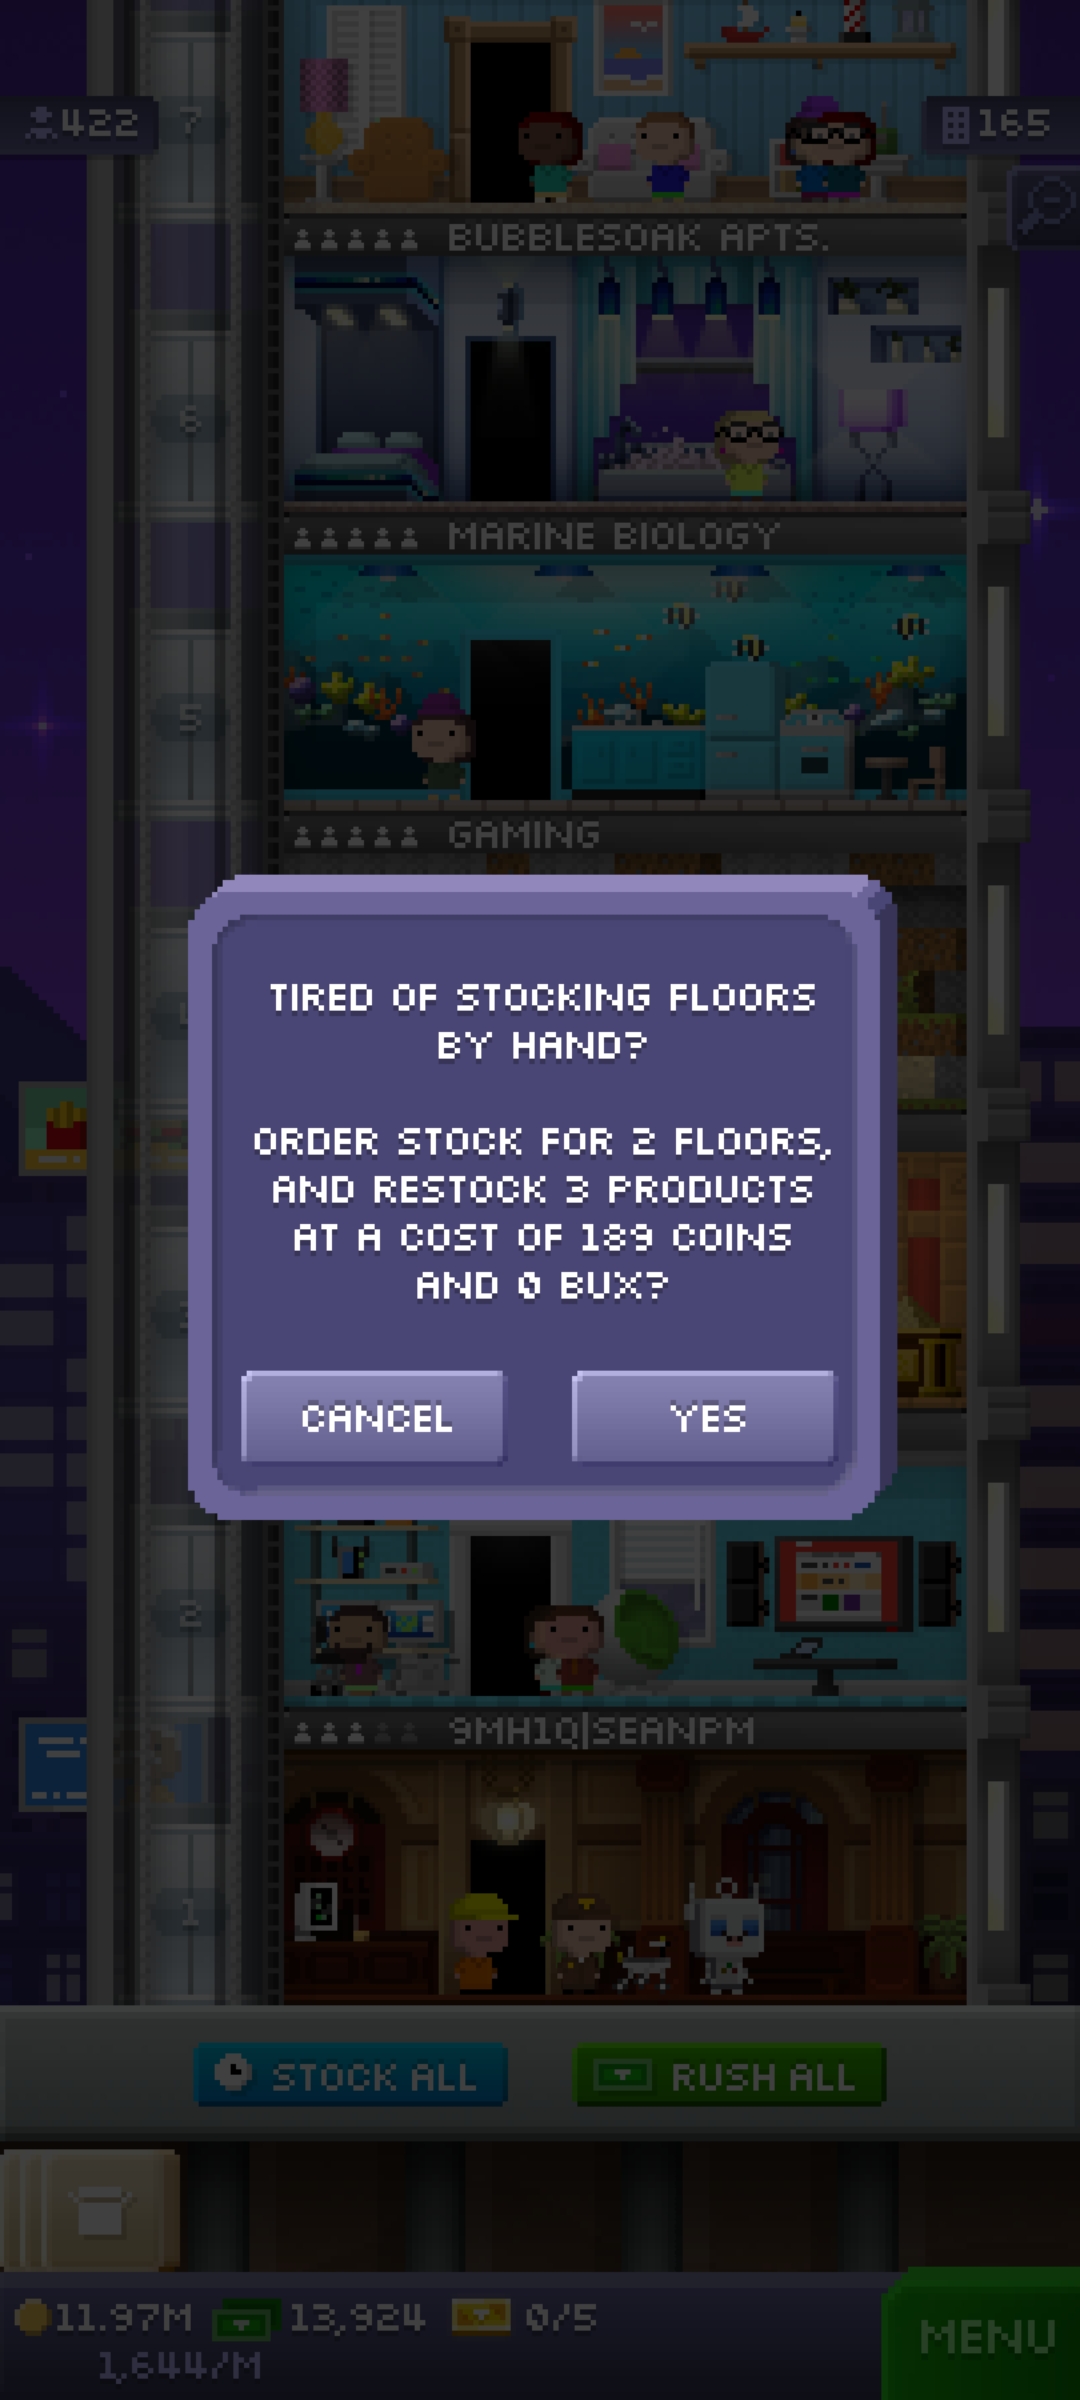 422
7
165
BUBBLESOAK APTS.
6
MARINE BIOLOGY
5
GAMING
TIRED OF STOCKING FLOORS
BY HAND?
ORDER STOCK FOR 2 FLOORS,
AND RESTOCK 3 PRODUCTS
AT A COST OF 189 COINS
AND 0 BUX?
CANCEL
YES
2
9MH1Q|SEANPM
1
STOCK ALL
RUSH ALL
11.97M
13,924
0/5
1,644/M
MENU